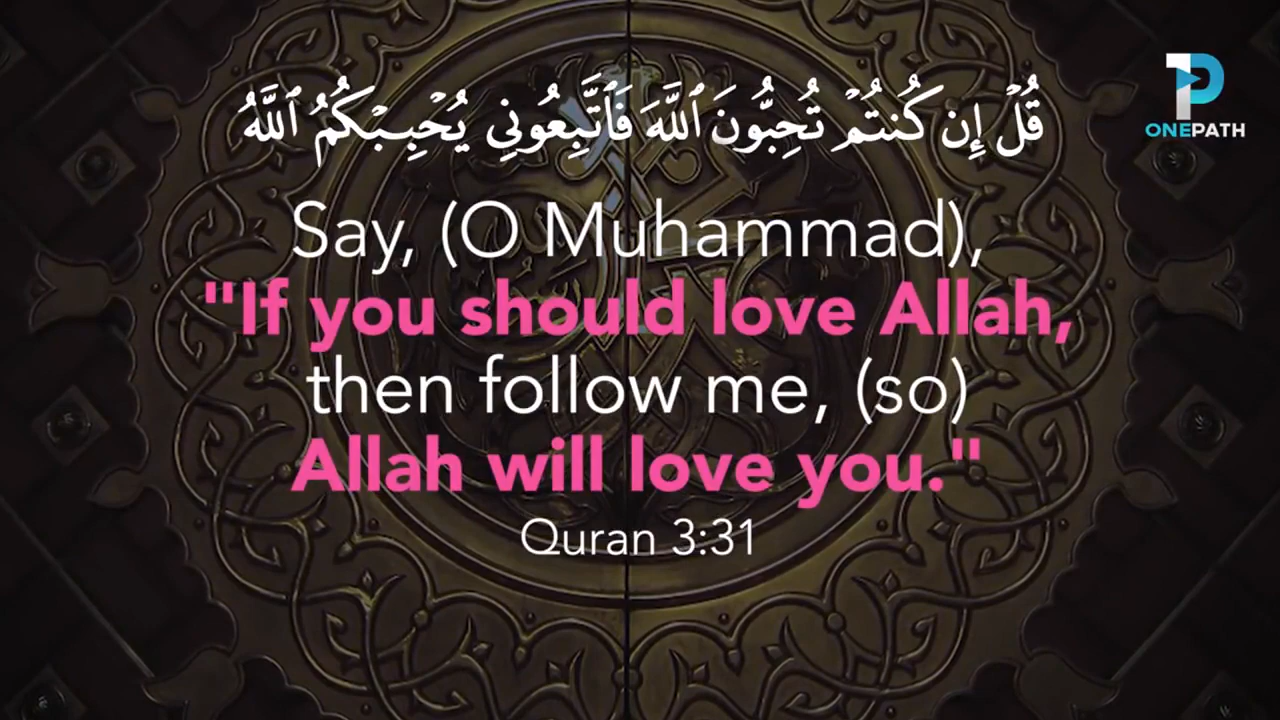 قُلْ إِن كُنتُمْ تُحِبُّونَ ٱللَّهَ فَٱتَّبِعُونِي يُحْبِبْكُمُ ٱللَّهُ
Say, (O Muhammad),
"If you should love Allah,
then follow me, (so)
Allah will love you."
Quran 3:31
1P
ONEPATH